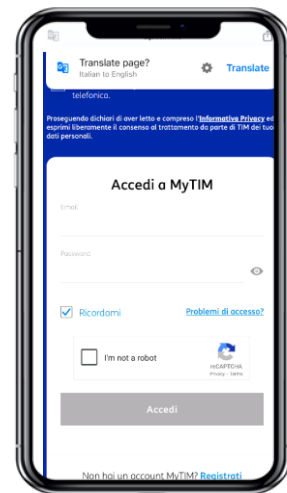 Translate page?
Italian to English
Translate
telefonica.
Proseguendo dichiari di aver letto e compreso l'Informativa Privacy ed
esprimi liberamente il consenso al trattamento da parte di TIM dei tuoi
dati personali.
Accedi a MyTIM
Email
Password
Ricordami
Problemi di accesso?
I'm not a robot
reCAPTCHA
Privacy - Terms
Accedi
Non hai un account MyTIM? Registrati